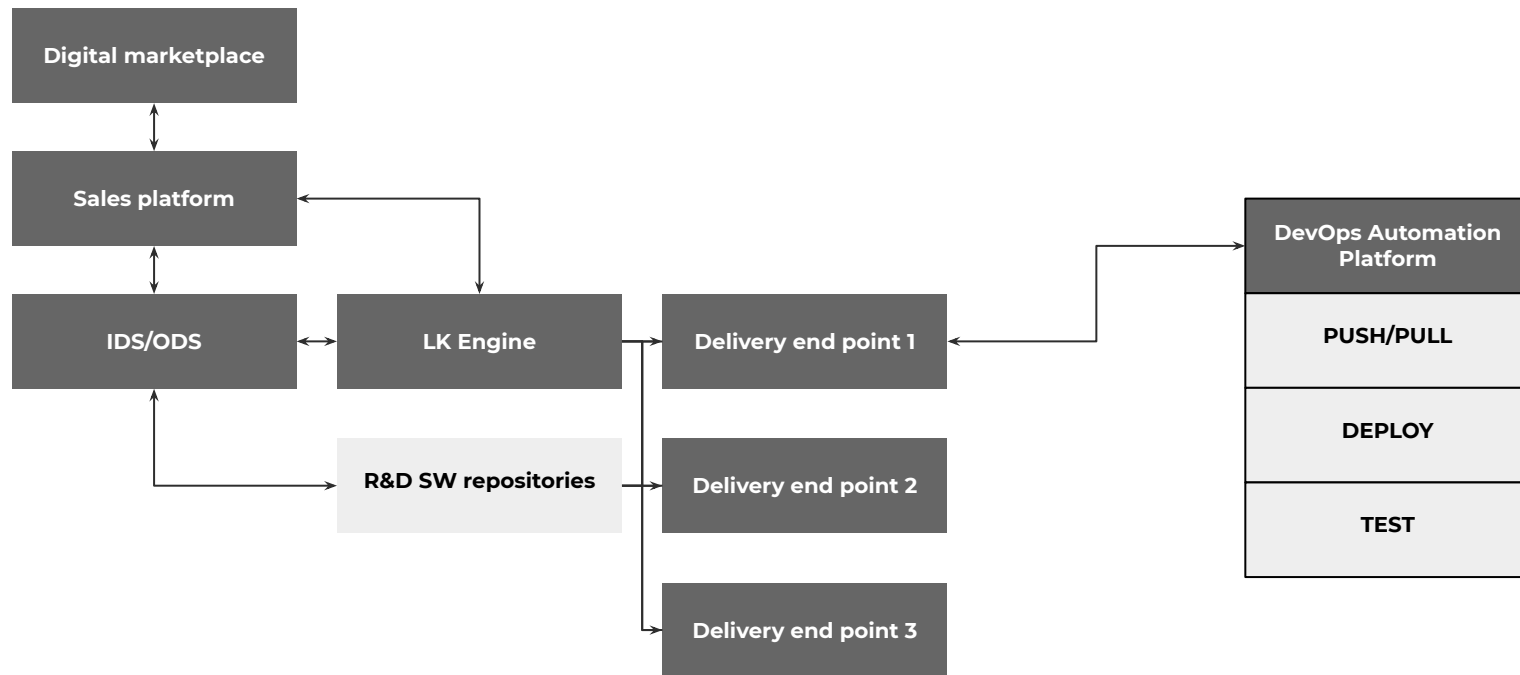 Digital marketplace
Sales platform
IDS/ODS
LK Engine
Delivery end point 1
R&D SW repositories
Delivery end point 2
Delivery end point 3
DevOps Automation
Platform
PUSH/PULL
DEPLOY
TEST